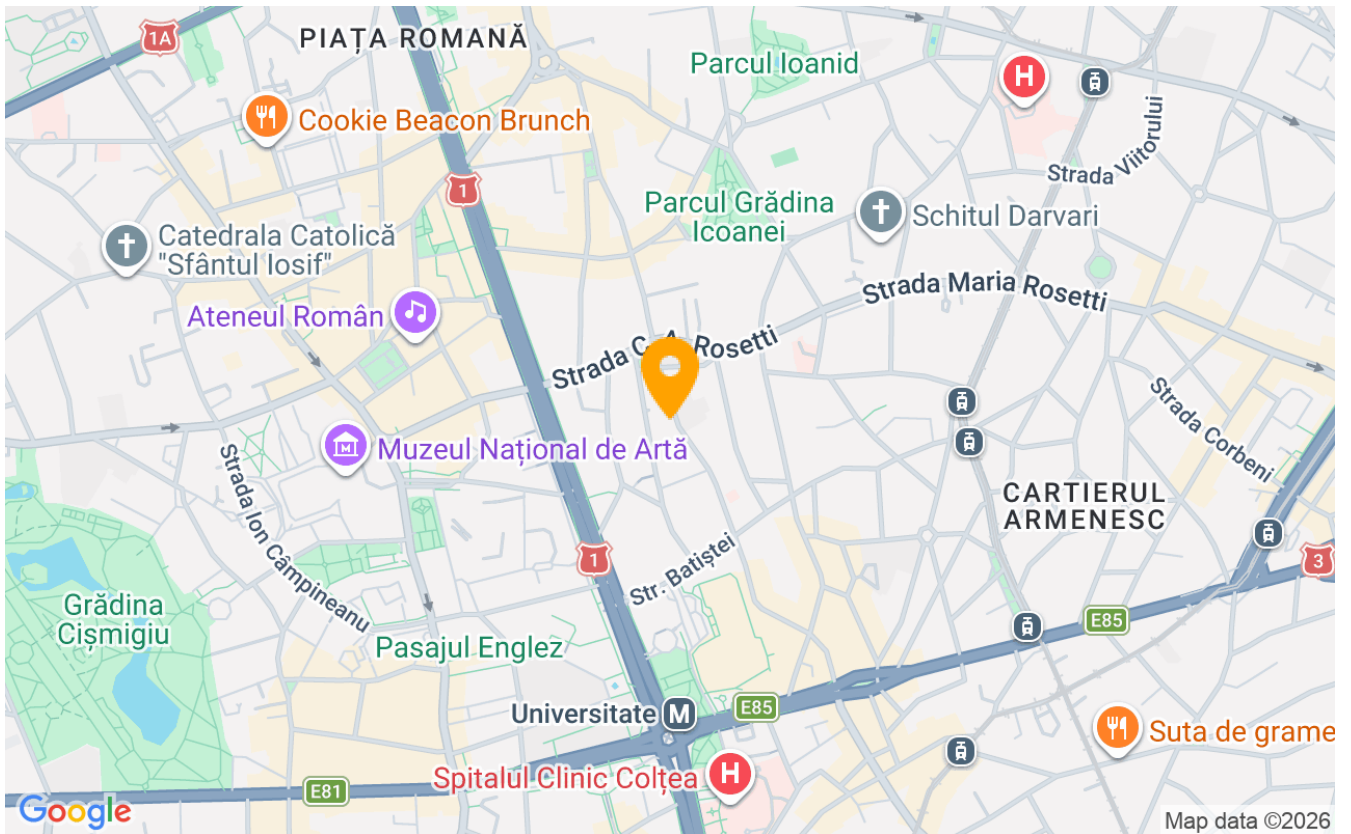 1A
PIAȚA ROMANĂ
Parcul Ioanid
H
Cookie Beacon Brunch
Strada Viitorului
1
Parcul Grădina
Icoanei
Schitul Darvari
Catedrala Catolică
"Sfântul Iosif"
Strada Maria Rosetti
Ateneul Român
Strada C. A. Rosetti
Strada Corbeni
Muzeul Național de Artă
M
Strada Ion Câmpineanu
CARTIERUL
ARMENESC
1
Str. Batiștei
3
Grădina
Cișmigiu
E85
Pasajul Englez
Universitate M
E85
Suta de grame
Spitalul Clinic Colțea
H
E81
Google
Map data ©2026